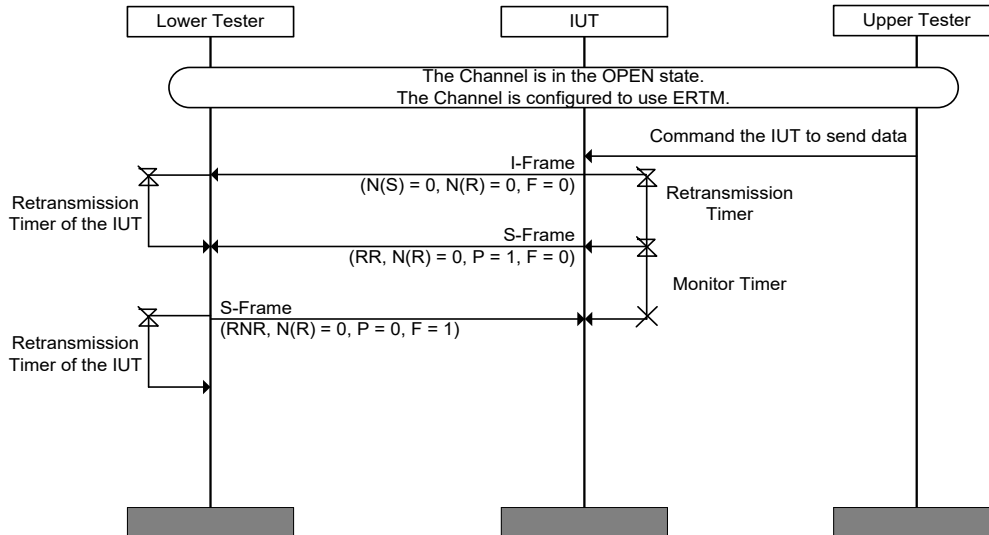 Lower Tester
IUT
Upper Tester
The Channel is in the OPEN state.
The Channel is configured to use ERTM.
Command the IUT to send data
I-Frame
(N(S) = 0, N(R) = 0, F = 0)
Retransmission
Timer of the IUT
Retransmission
Timer
S-Frame
(RR, N(R) = 0, P = 1, F = 0)
Monitor Timer
S-Frame
(RNR, N(R) = 0, P = 0, F = 1)
Retransmission
Timer of the IUT